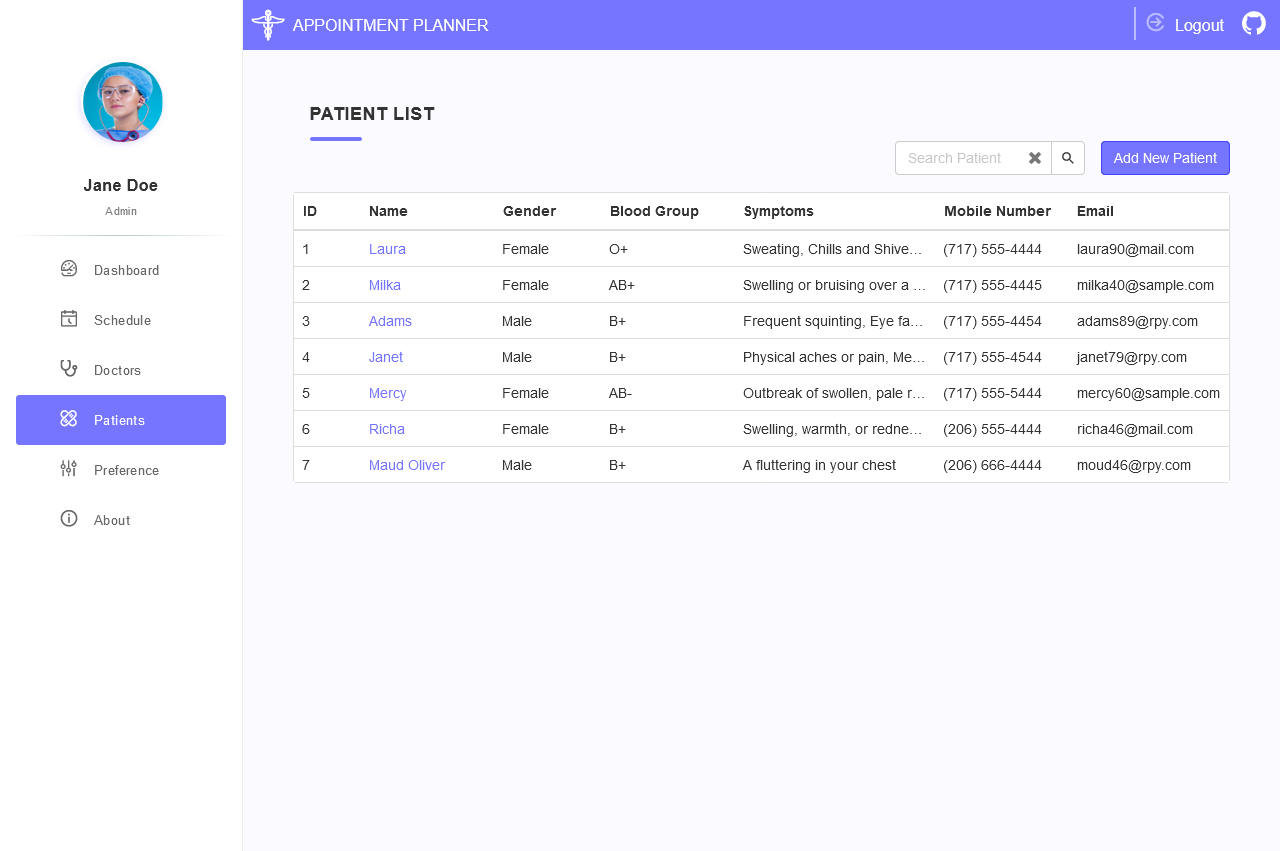 APPOINTMENT PLANNER
Logout
Jane Doe
Admin
Dashboard
Schedule
Doctors
Patients
Preference
About
PATIENT LIST
Search Patient
Add New Patient
ID Name Gender Blood Group Symptoms Mobile Number Email
1 Laura Female O+ Sweating, Chills and Shive... (717) 555-4444 laura90@mail.com
2 Milka Female AB+ Swelling or bruising over a ... (717) 555-4445 milka40@sample.com
3 Adams Male B+ Frequent squinting, Eye fa... (717) 555-4454 adams89@rpy.com
4 Janet Male B+ Physical aches or pain, Me... (717) 555-4544 janet79@rpy.com
5 Mercy Female AB- Outbreak of swollen, pale r... (717) 555-5444 mercy60@sample.com
6 Richa Female B+ Swelling, warmth, or redne... (206) 555-4444 richa46@mail.com
7 Maud Oliver Male B+ A fluttering in your chest (206) 666-4444 moud46@rpy.com